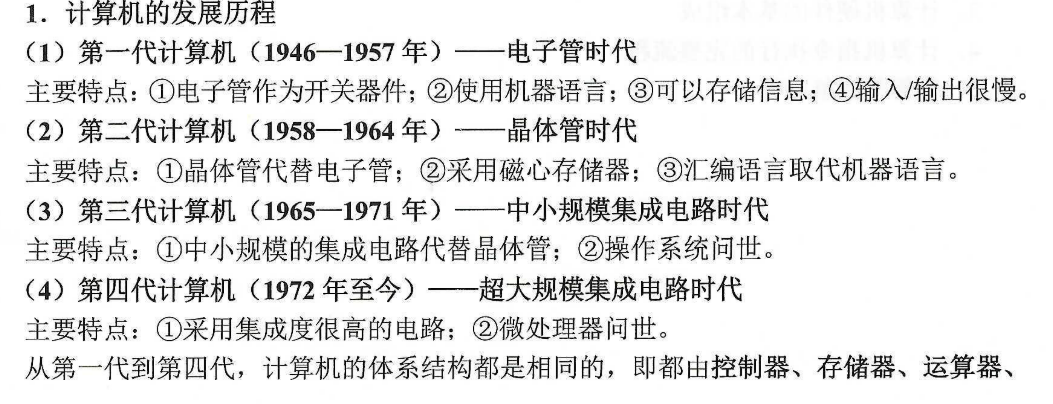 1．计算机的发展历程
（1）第一代计算机（1946—1957 年）——电子管时代
主要特点：①电子管作为开关器件；②使用机器语言；③可以存储信息；④输入/输出很慢。
（2）第二代计算机（1958—1964 年）——晶体管时代
主要特点：①晶体管代替电子管；②采用磁心存储器；③汇编语言取代机器语言。
（3）第三代计算机（1965—1971 年）——中小规模集成电路时代
主要特点：①中小规模的集成电路代替晶体管；②操作系统问世。
（4）第四代计算机（1972 年至今）——超大规模集成电路时代
主要特点：①采用集成度很高的电路；②微处理器问世。
从第一代到第四代，计算机的体系结构都是相同的，即都由控制器、存储器、运算器、